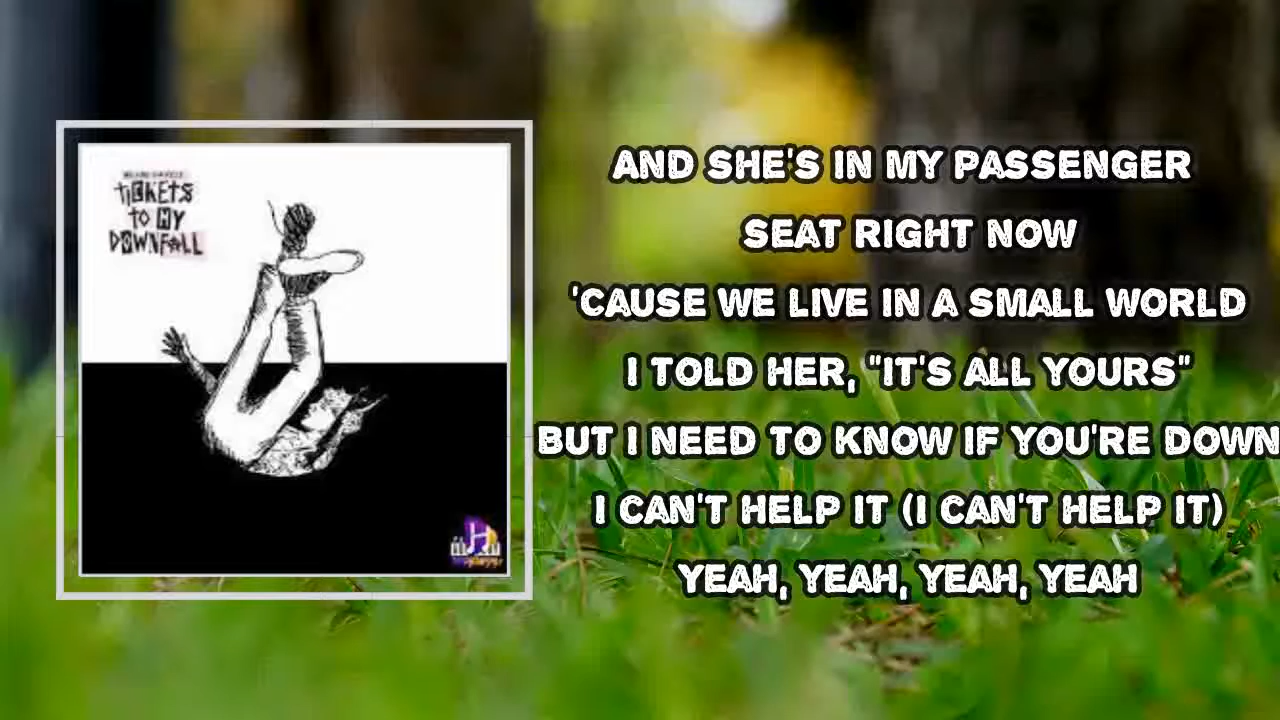 TICKETS
TO MY
DOWNFALL
AND SHE'S IN MY PASSENGER
SEAT RIGHT NOW
'CAUSE WE LIVE IN A SMALL WORLD
I TOLD HER, "IT'S ALL YOURS"
BUT I NEED TO KNOW IF YOU'RE DOWN
I CAN'T HELP IT (I CAN'T HELP IT)
YEAH, YEAH, YEAH, YEAH